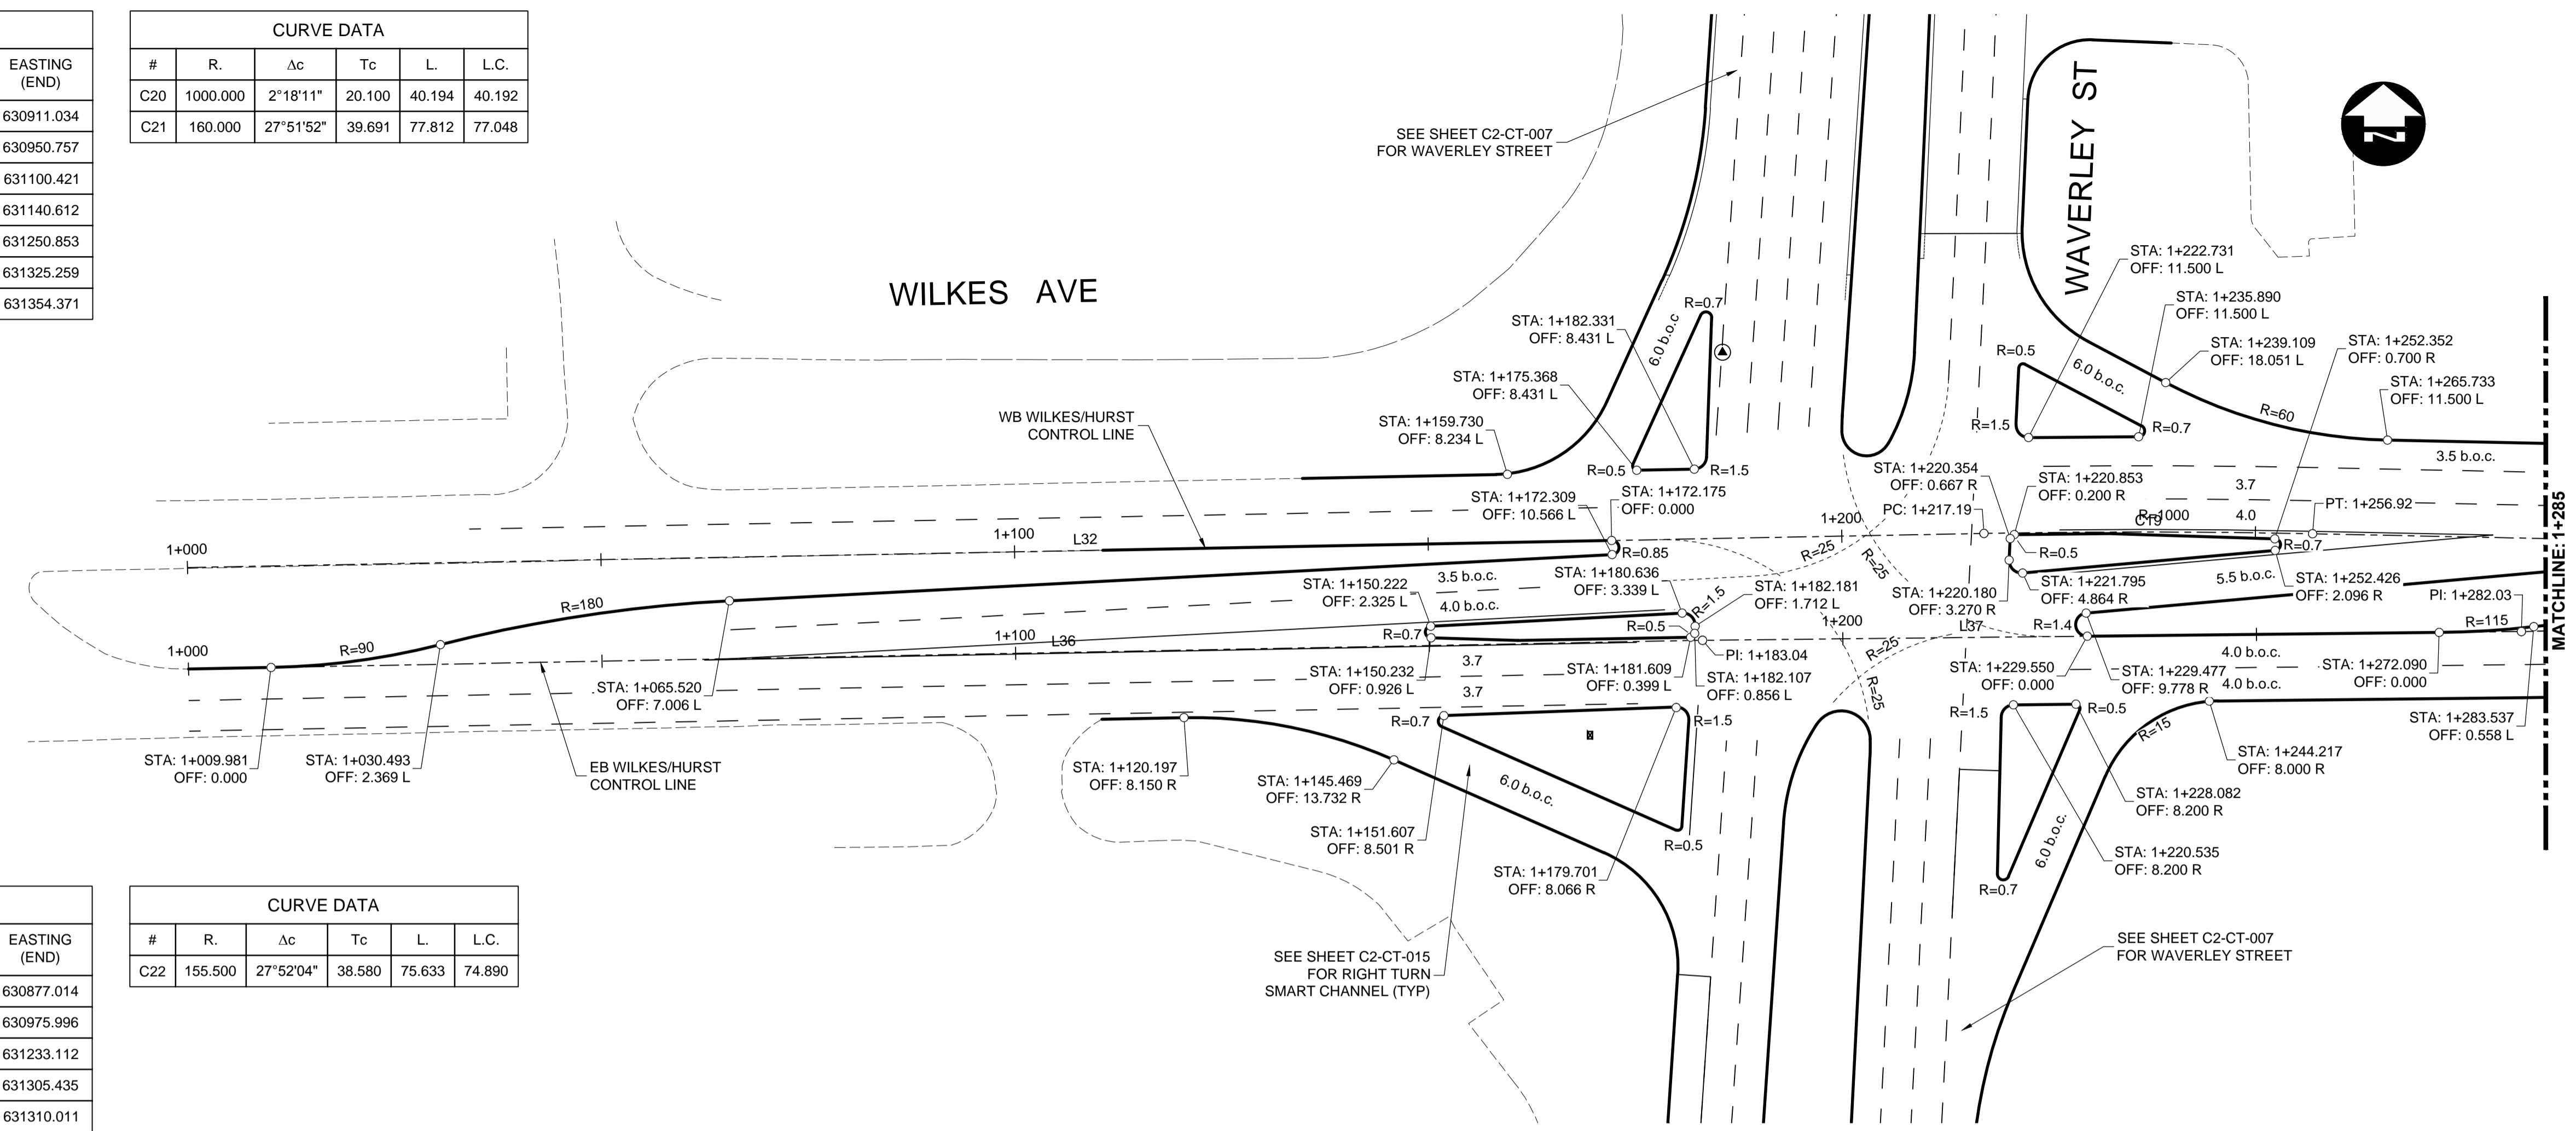 EASTING
(END)
630911.034
630950.757
631100.421
631140.612
631250.853
631325.259
631354.371
CURVE DATA
# R. Δc Tc L. L.C.
C20 1000.000 2°18'11" 20.100 40.194 40.192
C21 160.000 27°51'52" 39.691 77.812 77.048
SEE SHEET C2-CT-007
FOR WAVERLEY STREET
WAVERLEY ST
N
WILKES AVE
STA: 1+222.731
OFF: 11.500 L
STA: 1+235.890
OFF: 11.500 L
STA: 1+239.109
OFF: 18.051 L
STA: 1+252.352
OFF: 0.700 R
STA: 1+265.733
OFF: 11.500 L
R=0.7
6.0 b.o.c
STA: 1+182.331
OFF: 8.431 L
STA: 1+175.368
OFF: 8.431 L
STA: 1+159.730
OFF: 8.234 L
R=0.5
R=1.5
R=0.5
6.0 b.o.c.
R=1.5
R=0.7
R=60
3.5 b.o.c.
WB WILKES/HURST
CONTROL LINE
STA: 1+172.309
OFF: 10.566 L
STA: 1+172.175
OFF: 0.000
STA: 1+220.354
OFF: 0.667 R
STA: 1+220.853
OFF: 0.200 R
PC: 1+217.19
3.7
R=1000
C19
4.0
PT: 1+256.92
MATCHLINE: 1+285
1+000
1+100
L32
1+200
R=0.85
R=25
R=25
R=0.5
R=0.7
3.5 b.o.c.
STA: 1+150.222
OFF: 2.325 L
4.0 b.o.c.
STA: 1+180.636
OFF: 3.339 L
R=1.5
STA: 1+182.181
OFF: 1.712 L
STA: 1+220.180
OFF: 3.270 R
STA: 1+221.795
OFF: 4.864 R
5.5 b.o.c.
STA: 1+252.426
OFF: 2.096 R
PI: 1+282.03
R=180
R=90
1+000
1+100
L36
R=0.7
R=0.5
1+200
L37
R=1.4
R=115
PI: 1+183.04
R=25
R=25
STA: 1+065.520
OFF: 7.006 L
STA: 1+150.232
OFF: 0.926 L
3.7
3.7
STA: 1+181.609
OFF: 0.399 L
STA: 1+182.107
OFF: 0.856 L
STA: 1+229.550
OFF: 0.000
STA: 1+229.477
OFF: 9.778 R
4.0 b.o.c.
4.0 b.o.c.
STA: 1+272.090
OFF: 0.000
STA: 1+283.537
OFF: 0.558 L
STA: 1+009.981
OFF: 0.000
STA: 1+030.493
OFF: 2.369 L
EB WILKES/HURST
CONTROL LINE
STA: 1+120.197
OFF: 8.150 R
STA: 1+145.469
OFF: 13.732 R
STA: 1+151.607
OFF: 8.501 R
R=0.7
R=1.5
6.0 b.o.c.
R=0.5
STA: 1+179.701
OFF: 8.066 R
R=1.5
R=0.5
R=15
6.0 b.o.c.
R=0.7
STA: 1+244.217
OFF: 8.000 R
STA: 1+228.082
OFF: 8.200 R
STA: 1+220.535
OFF: 8.200 R
SEE SHEET C2-CT-015
FOR RIGHT TURN
SMART CHANNEL (TYP)
SEE SHEET C2-CT-007
FOR WAVERLEY STREET
EASTING
(END)
630877.014
630975.996
631233.112
631305.435
631310.011
CURVE DATA
# R. Δc Tc L. L.C.
C22 155.500 27°52'04" 38.580 75.633 74.890